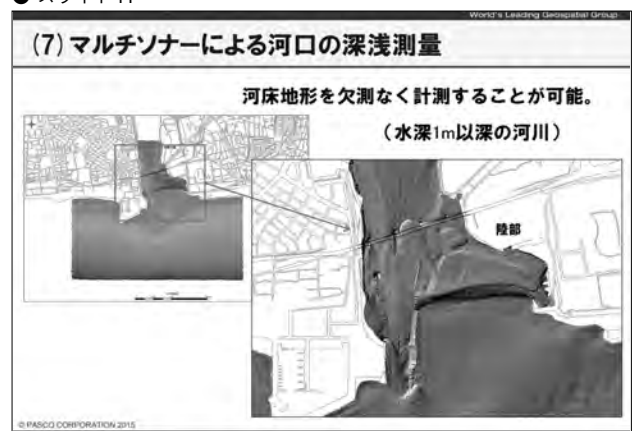 World's Leading Geospatial Group
(7)マルチソナーによる河口の深浅測量
河床地形を欠測なく計測することが可能。
(水深1m以深の河川)
陸部
© PASCO CORPORATION 2015